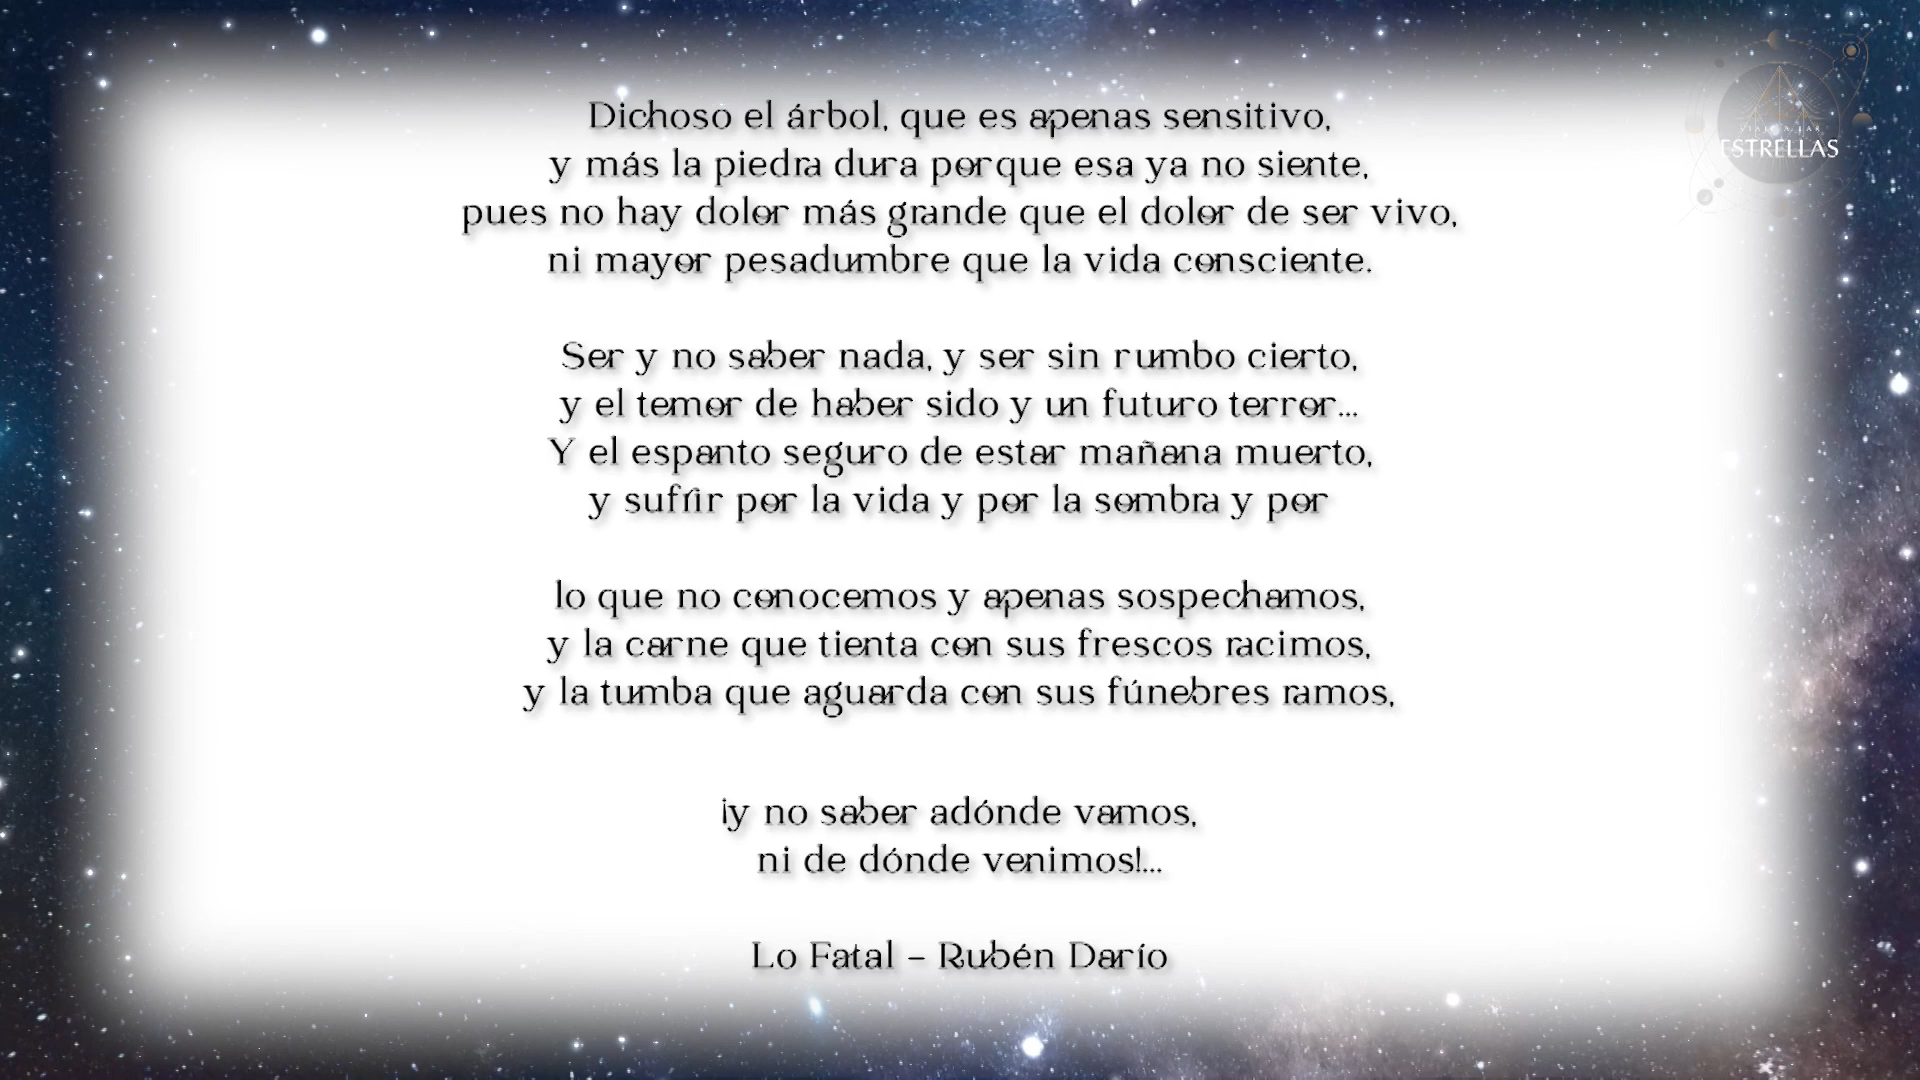 VIAJE A LAS
ESTRELLAS
Dichoso el árbol, que es apenas sensitivo,
y más la piedra dura porque esa ya no siente,
pues no hay dolor más grande que el dolor de ser vivo,
ni mayor pesadumbre que la vida consciente.
Ser y no saber nada, y ser sin rumbo cierto,
y el temor de haber sido y un futuro terror...
Y el espanto seguro de estar mañana muerto,
y sufrir por la vida y por la sombra y por
lo que no conocemos y apenas sospechamos,
y la carne que tienta con sus frescos racimos,
y la tumba que aguarda con sus fúnebres ramos,
¡y no saber adónde vamos,
ni de dónde venimos!...
Lo Fatal – Rubén Darío